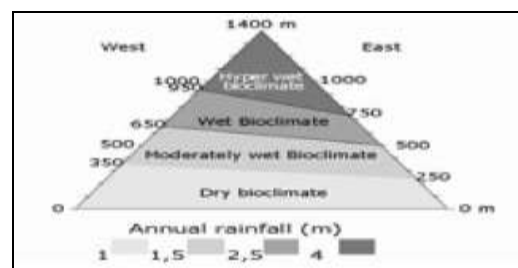 1400 m
West East
1000 Hyper wet 1000
950 bioclimate
750
650 Wet Bioclimate
500 500
350 Moderately wet Bioclimate
250
Dry bioclimate
0 0 m
Annual rainfall (m)
1 1,5 2,5 4